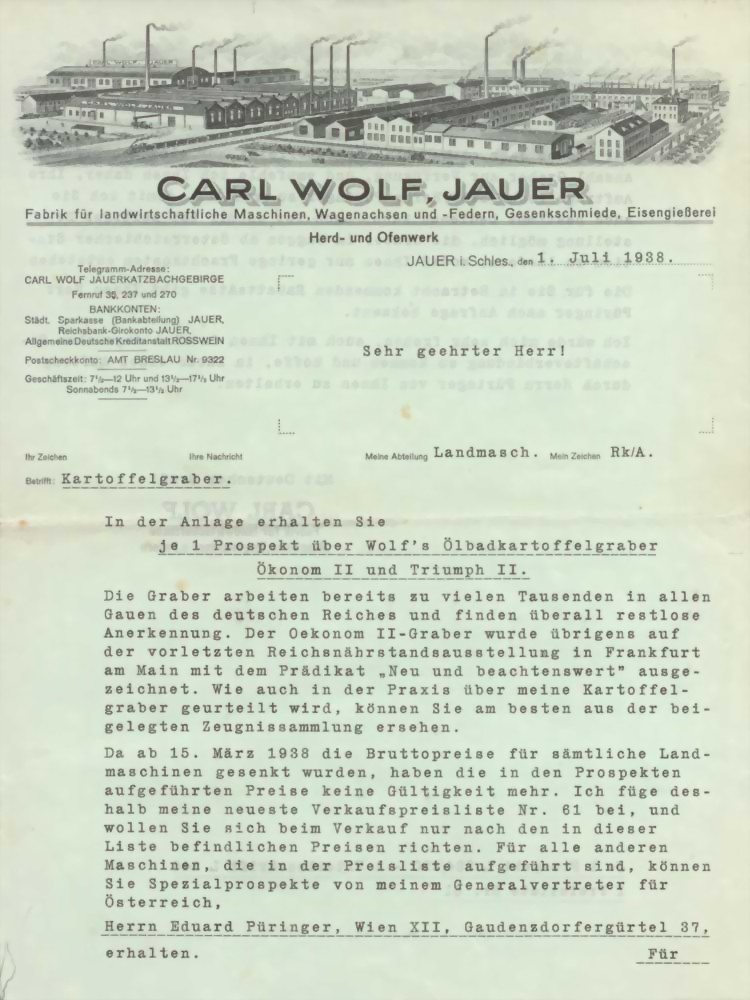 CARL WOLF, JAUER
Fabrik für landwirtschaftliche Maschinen, Wagenachsen und -Federn, Gesenkschmiede, Eisengießerei
Herd- und Ofenwerk
JAUER i. Schles., den 1. Juli 1938.
Telegramm-Adresse:
CARL WOLF JAUERKATZBACHGEBIRGE
Fernruf 35, 237 und 270
BANKKONTEN:
Städt. Sparkasse (Bankabteilung) JAUER,
Reichsbank-Girokonto JAUER,
Allgemeine Deutsche Kreditanstalt ROSSWEIN
Postscheckkonto: AMT BRESLAU Nr. 9322
Geschäftszeit: 7½—12 Uhr und 13½—17½ Uhr
Sonnabends 7½—13½ Uhr
Sehr geehrter Herr!
Ihr Zeichen Ihre Nachricht Meine Abteilung Landmasch. Mein Zeichen Rk/A.
Betrifft: Kartoffelgraber.
In der Anlage erhalten Sie
je 1 Prospekt über Wolf's Ölbadkartoffelgraber
Ökonom II und Triumph II.
Die Graber arbeiten bereits zu vielen Tausenden in allen
Gauen des deutschen Reiches und finden überall restlose
Anerkennung. Der Oekonom II-Graber wurde übrigens auf
der vorletzten Reichsnährstandsausstellung in Frankfurt
am Main mit dem Prädikat „Neu und beachtenswert" ausge-
zeichnet. Wie auch in der Praxis über meine Kartoffel-
graber geurteilt wird, können Sie am besten aus der bei-
gelegten Zeugnissammlung ersehen.
Da ab 15. März 1938 die Bruttopreise für sämtliche Land-
maschinen gesenkt wurden, haben die in den Prospekten
aufgeführten Preise keine Gültigkeit mehr. Ich füge des-
halb meine neueste Verkaufspreisliste Nr. 61 bei, und
wollen Sie sich beim Verkauf nur nach den in dieser
Liste befindlichen Preisen richten. Für alle anderen
Maschinen, die in der Preisliste aufgeführt sind, können
Sie Spezialprospekte von meinem Generalvertreter für
Österreich,
Herrn Eduard Püringer, Wien XII, Gaudenzdorfergürtel 37,
erhalten. Für